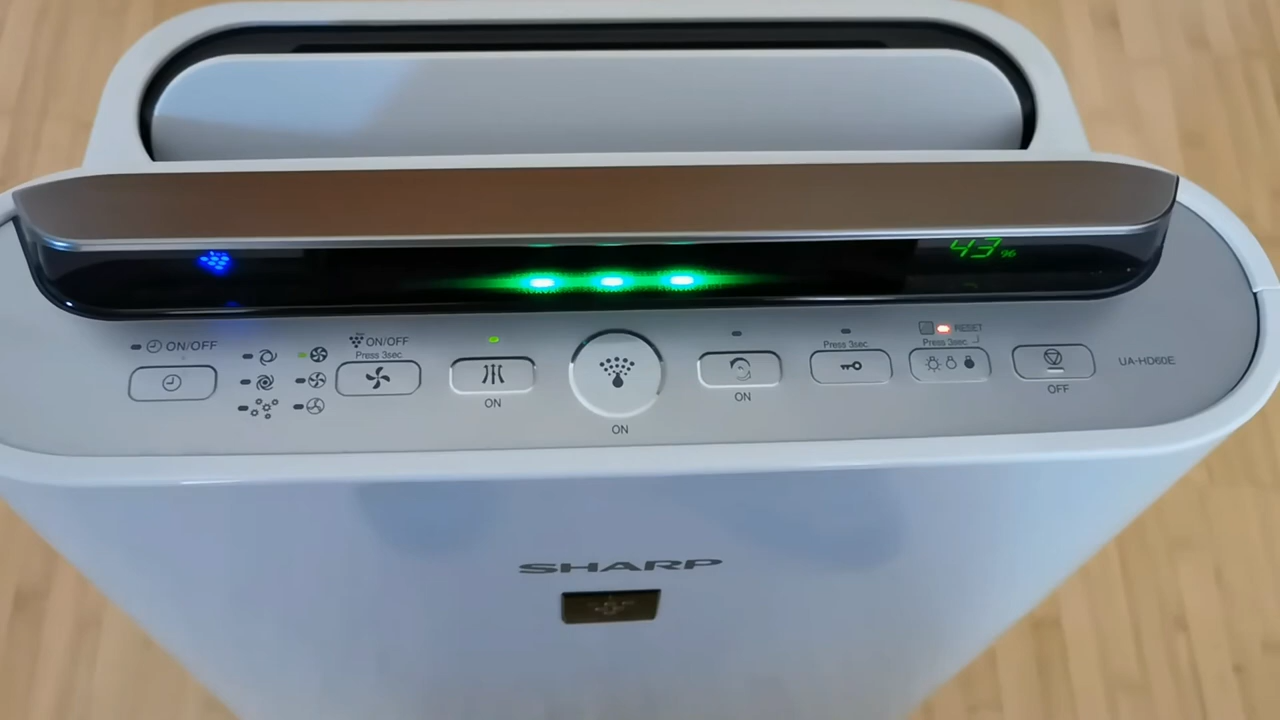 43%
ON/OFF
ON/OFF
Press 3sec.
ON
ON
ON
Press 3sec.
RESET
Press 3sec.
OFF
UA-HD60E
SHARP